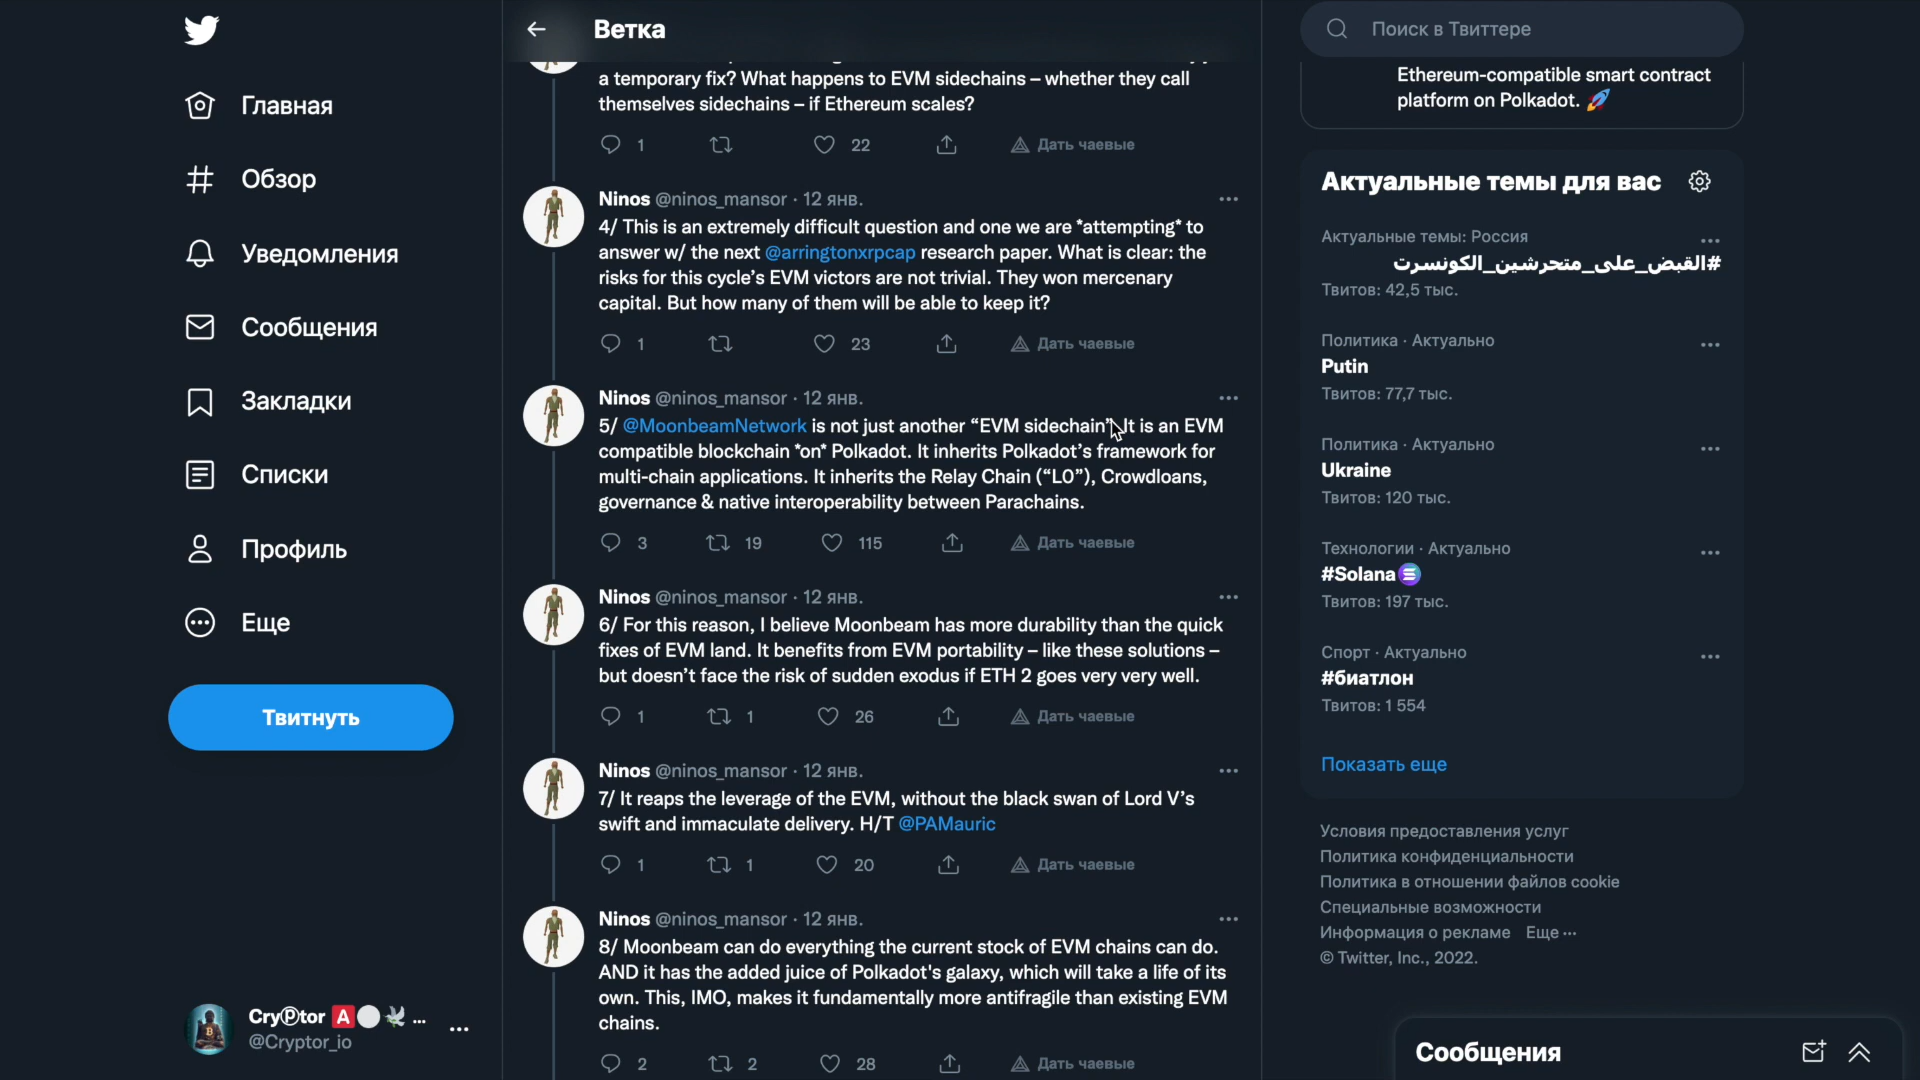 Главная
Обзор
Уведомления
Сообщения
Закладки
Списки
Профиль
Еще
Твитнуть
CryⓅtor 🅰️⚪🕊️ ...
@Cryptor_io
Ветка
a temporary fix? What happens to EVM sidechains – whether they call
themselves sidechains – if Ethereum scales?
1 22 Дать чаевые
Ninos @ninos_mansor · 12 янв.
4/ This is an extremely difficult question and one we are *attempting* to
answer w/ the next @arringtonxrpcap research paper. What is clear: the
risks for this cycle's EVM victors are not trivial. They won mercenary
capital. But how many of them will be able to keep it?
1 23 Дать чаевые
Ninos @ninos_mansor · 12 янв.
5/ @MoonbeamNetwork is not just another “EVM sidechain”. It is an EVM
compatible blockchain *on* Polkadot. It inherits Polkadot’s framework for
multi-chain applications. It inherits the Relay Chain (“L0”), Crowdloans,
governance & native interoperability between Parachains.
3 19 115 Дать чаевые
Ninos @ninos_mansor · 12 янв.
6/ For this reason, I believe Moonbeam has more durability than the quick
fixes of EVM land. It benefits from EVM portability – like these solutions –
but doesn’t face the risk of sudden exodus if ETH 2 goes very very well.
1 1 26 Дать чаевые
Ninos @ninos_mansor · 12 янв.
7/ It reaps the leverage of the EVM, without the black swan of Lord V’s
swift and immaculate delivery. H/T @PAMauric
1 1 20 Дать чаевые
Ninos @ninos_mansor · 12 янв.
8/ Moonbeam can do everything the current stock of EVM chains can do.
AND it has the added juice of Polkadot's galaxy, which will take a life of its
own. This, IMO, makes it fundamentally more antifragile than existing EVM
chains.
2 2 28 Дать чаевые
Поиск в Твиттере
Ethereum-compatible smart contract
platform on Polkadot. 🚀
Актуальные темы для вас
Актуальные темы: Россия
#القبض_على_متحرشين_الكونسرت
Твитов: 42,5 тыс.
Политика · Актуально
Putin
Твитов: 77,7 тыс.
Политика · Актуально
Ukraine
Твитов: 120 тыс.
Технологии · Актуально
#Solana
Твитов: 197 тыс.
Спорт · Актуально
#биатлон
Твитов: 1 554
Показать еще
Условия предоставления услуг
Политика конфиденциальности
Политика в отношении файлов cookie
Специальные возможности
Информация о рекламе Еще ···
© Twitter, Inc., 2022.
Сообщения